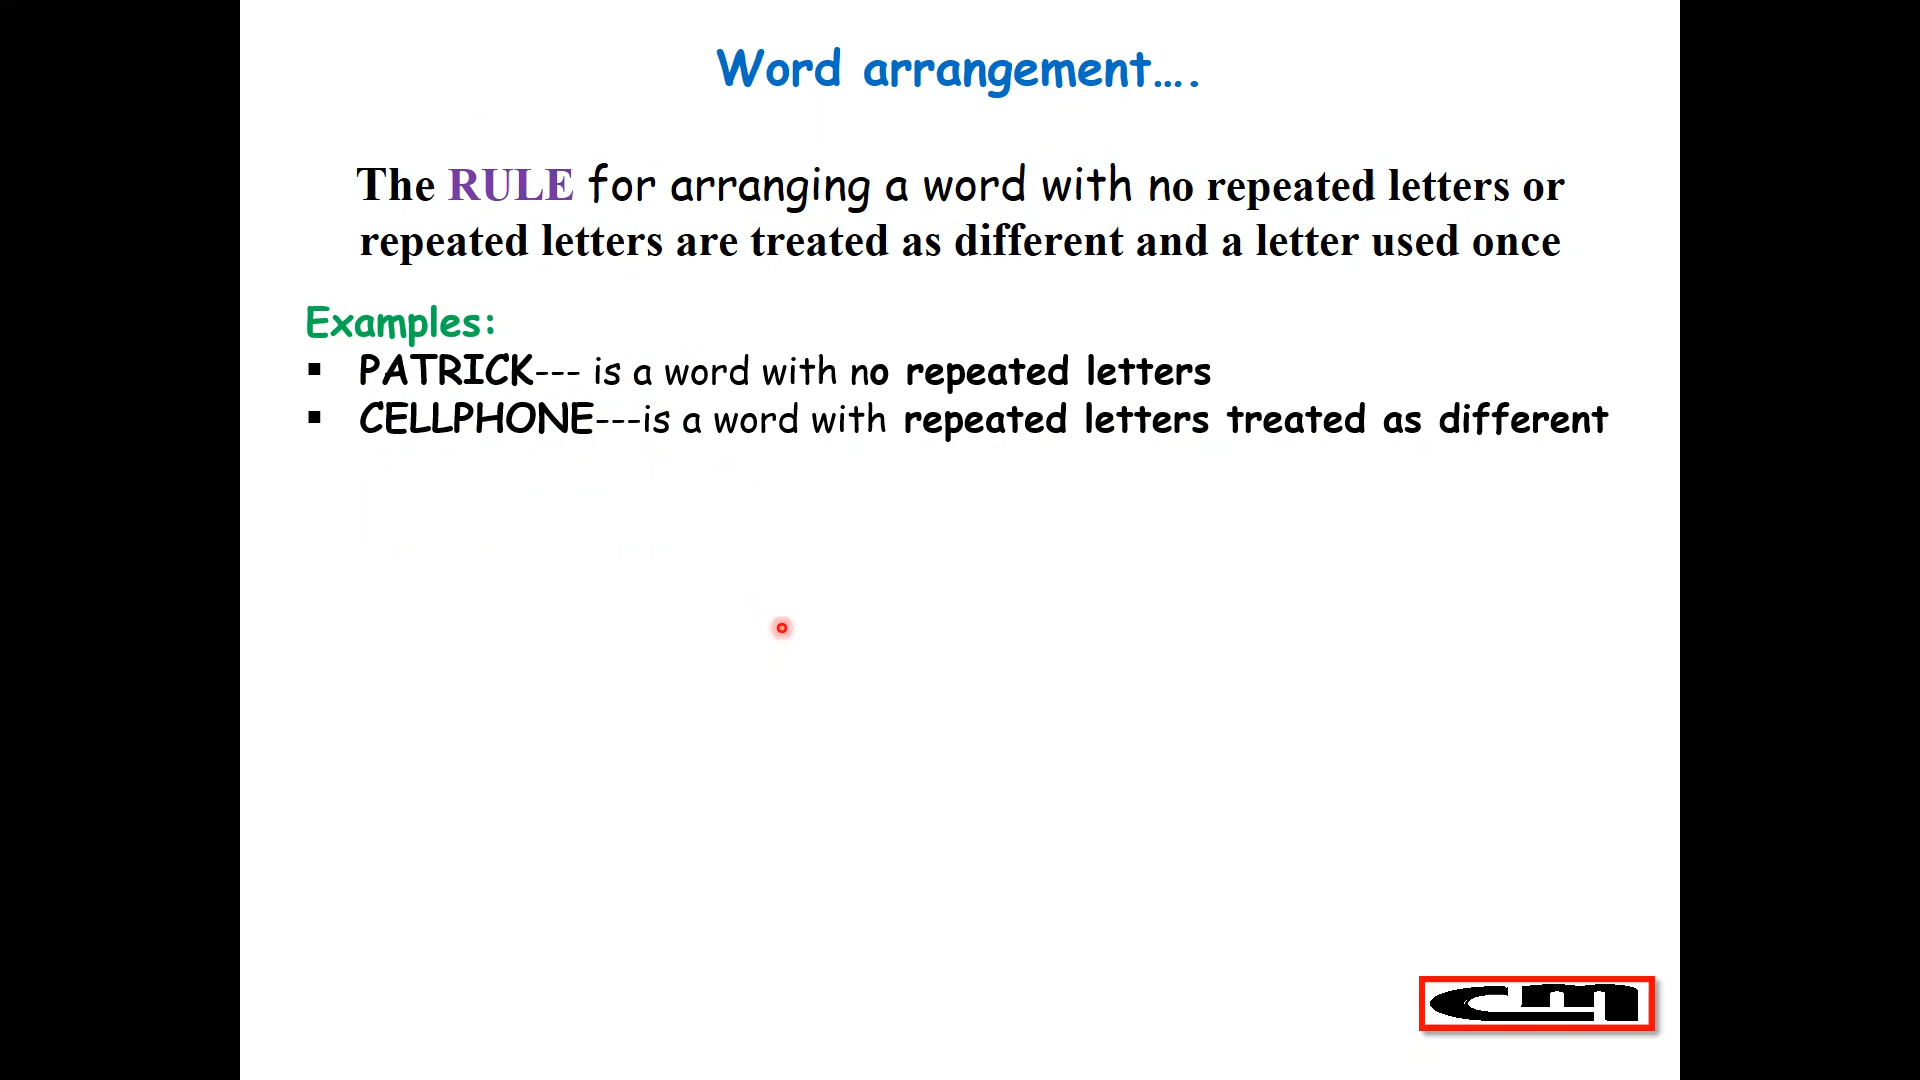 Word arrangement….
The RULE for arranging a word with no repeated letters or
repeated letters are treated as different and a letter used once
Examples:
▪ PATRICK--- is a word with no repeated letters
▪ CELLPHONE---is a word with repeated letters treated as different
cm